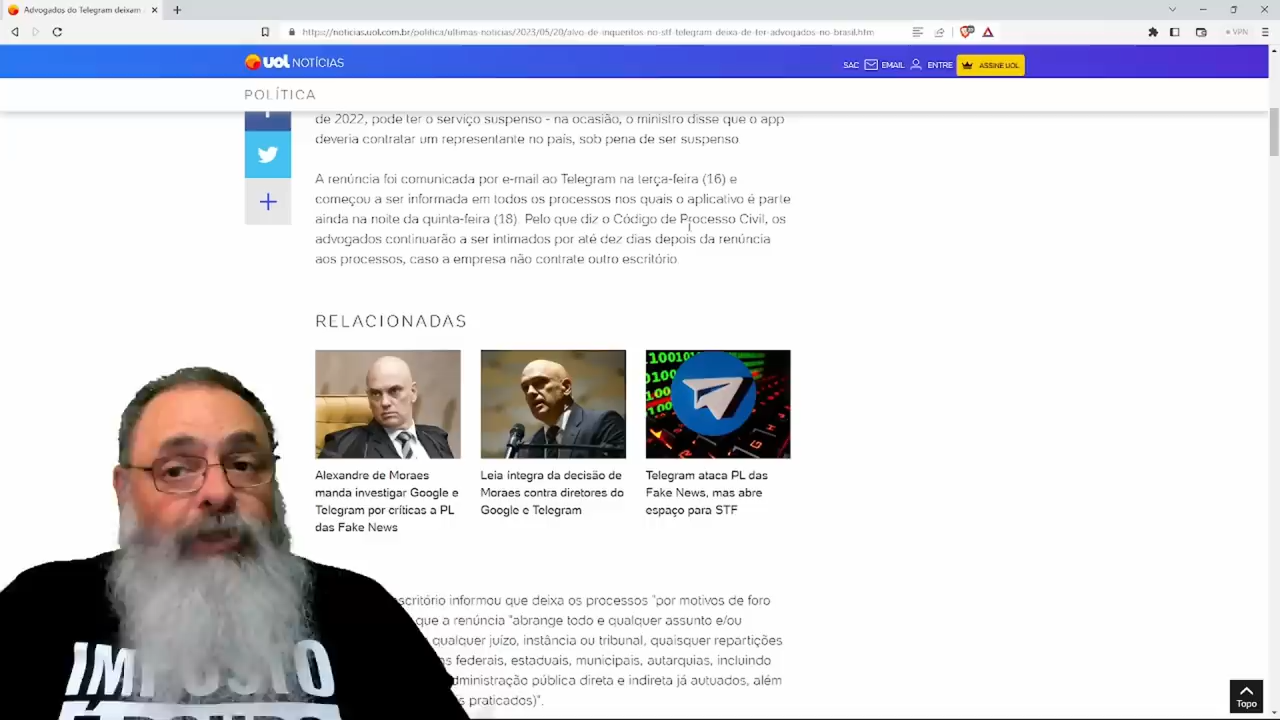 Advogados do Telegram deixam
https://noticias.uol.com.br/politica/ultimas-noticias/2023/05/20/alvo-de-inqueritos-no-stf-telegram-deixa-de-ter-advogados-no-brasil.htm
VPN
UOL NOTÍCIAS
SAC EMAIL ENTRE ASSINE UOL
POLÍTICA
de 2022, pode ter o serviço suspenso - na ocasião, o ministro disse que o app
deveria contratar um representante no país, sob pena de ser suspenso
A renúncia foi comunicada por e-mail ao Telegram na terça-feira (16) e
começou a ser informada em todos os processos nos quais o aplicativo é parte
ainda na noite da quinta-feira (18). Pelo que diz o Código de Processo Civil, os
advogados continuarão a ser intimados por até dez dias depois da renúncia
aos processos, caso a empresa não contrate outro escritório
RELACIONADAS
Alexandre de Moraes
manda investigar Google e
Telegram por críticas a PL
das Fake News
Leia íntegra da decisão de
Moraes contra diretores do
Google e Telegram
Telegram ataca PL das
Fake News, mas abre
espaço para STF
escritório informou que deixa os processos "por motivos de foro
que a renúncia "abrange todo e qualquer assunto e/ou
qualquer juízo, instância ou tribunal, quaisquer repartições
federais, estaduais, municipais, autarquias, incluindo
administração pública direta e indireta já autuados, além
praticados)".
IMPOSTO
Topo